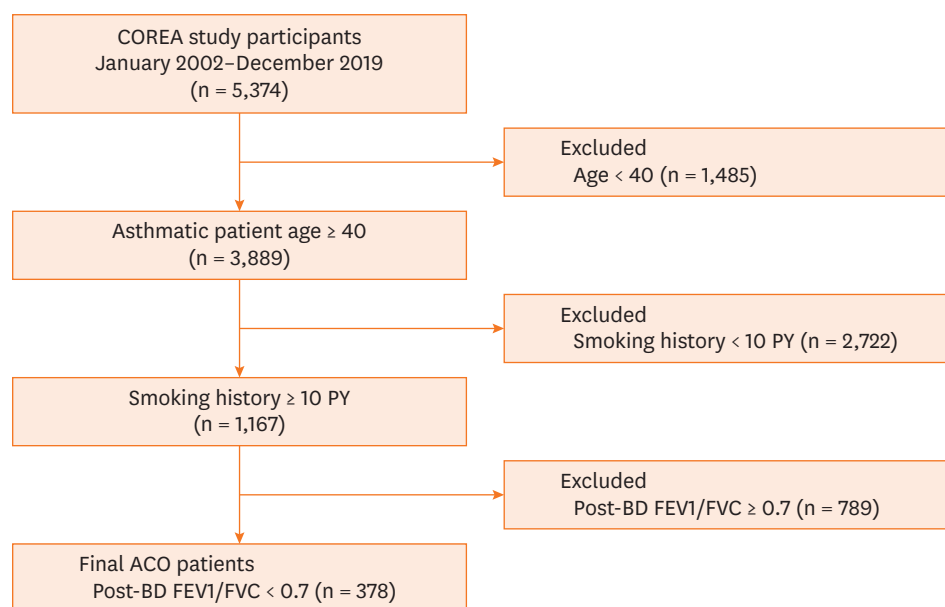 COREA study participants
January 2002–December 2019
(n = 5,374)
Excluded
Age < 40 (n = 1,485)
Asthmatic patient age ≥ 40
(n = 3,889)
Excluded
Smoking history < 10 PY (n = 2,722)
Smoking history ≥ 10 PY
(n = 1,167)
Excluded
Post-BD FEV1/FVC ≥ 0.7 (n = 789)
Final ACO patients
Post-BD FEV1/FVC < 0.7 (n = 378)